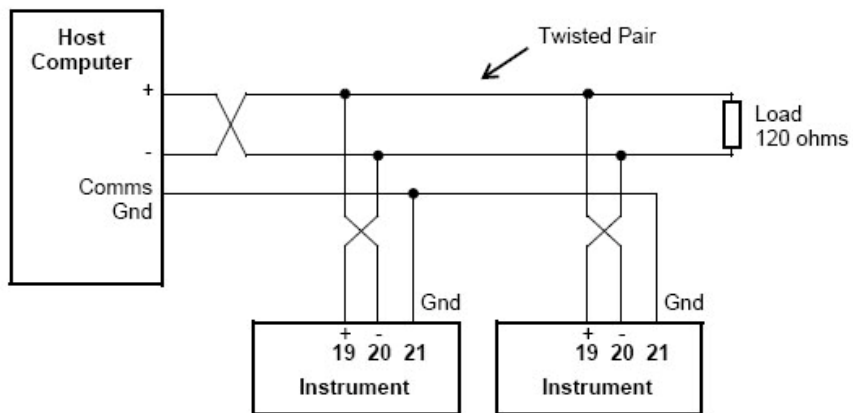 Host
Computer
+
-
Comms
Gnd
Twisted Pair
Load
120 ohms
Gnd
+ -
19 20 21
Instrument
Gnd
+ -
19 20 21
Instrument